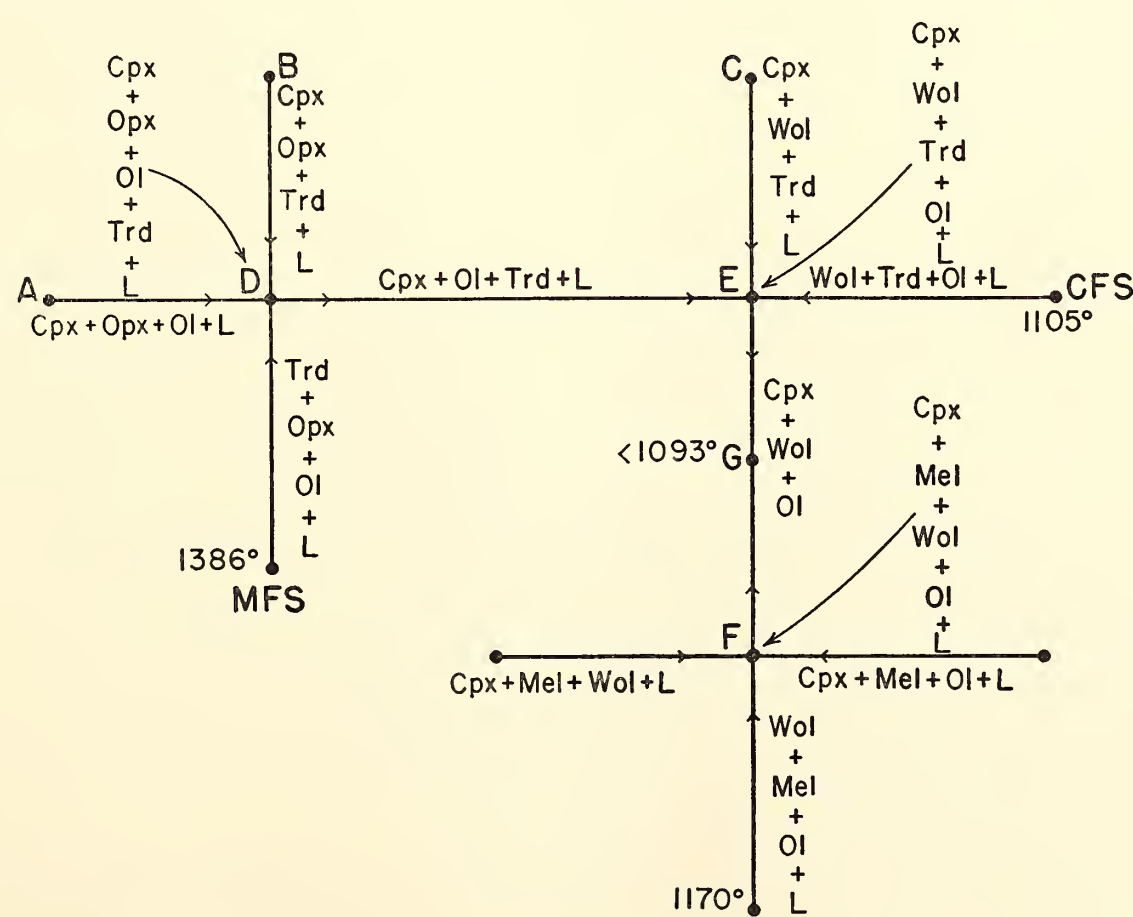 Cpx
+
Opx
+
Ol
+
Trd
+
L
B
Cpx
+
Opx
+
Trd
+
L
C
Cpx
+
Wol
+
Trd
+
L
Cpx
+
Wol
+
Trd
+
Ol
+
L
A
D
Cpx+Opx+Ol+L
Cpx+Ol+Trd+L
E
Wol+Trd+Ol+L
CFS
1105°
Trd
+
Opx
+
Ol
+
L
1386°
MFS
Cpx
+
Wol
+
Ol
<1093° G
Cpx
+
Mel
+
Wol
+
Ol
+
L
F
Cpx+Mel+Wol+L
Cpx+Mel+Ol+L
Wol
+
Mel
+
Ol
+
L
1170°